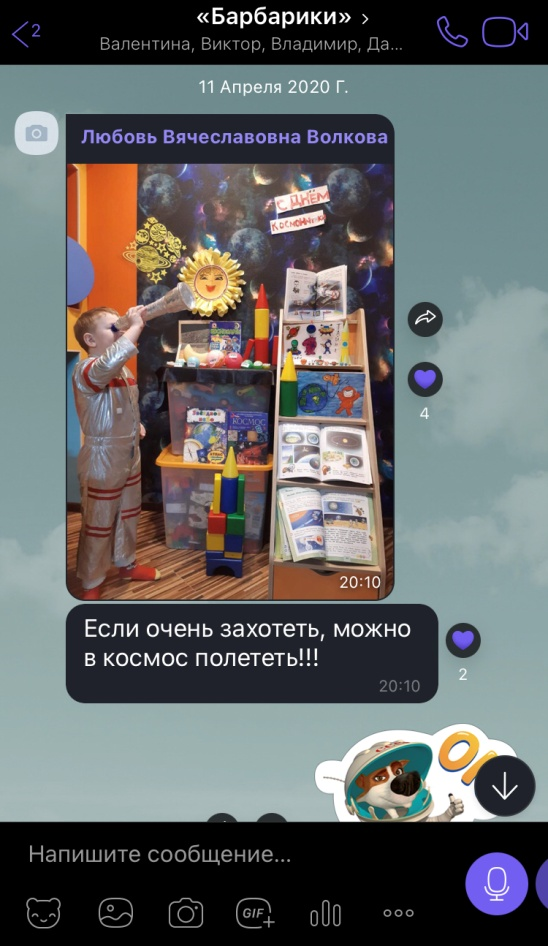 2
«Барбарики» >
Валентина, Виктор, Владимир, Да...
11 Апреля 2020 Г.
Любовь Вячеславовна Волкова
С ДНЁМ
КОСМОНАВТИКИ
КОСМОС
20:10
4
Если очень захотеть, можно
в космос полететь!!!
20:10
2
Напишите сообщение...
GIF